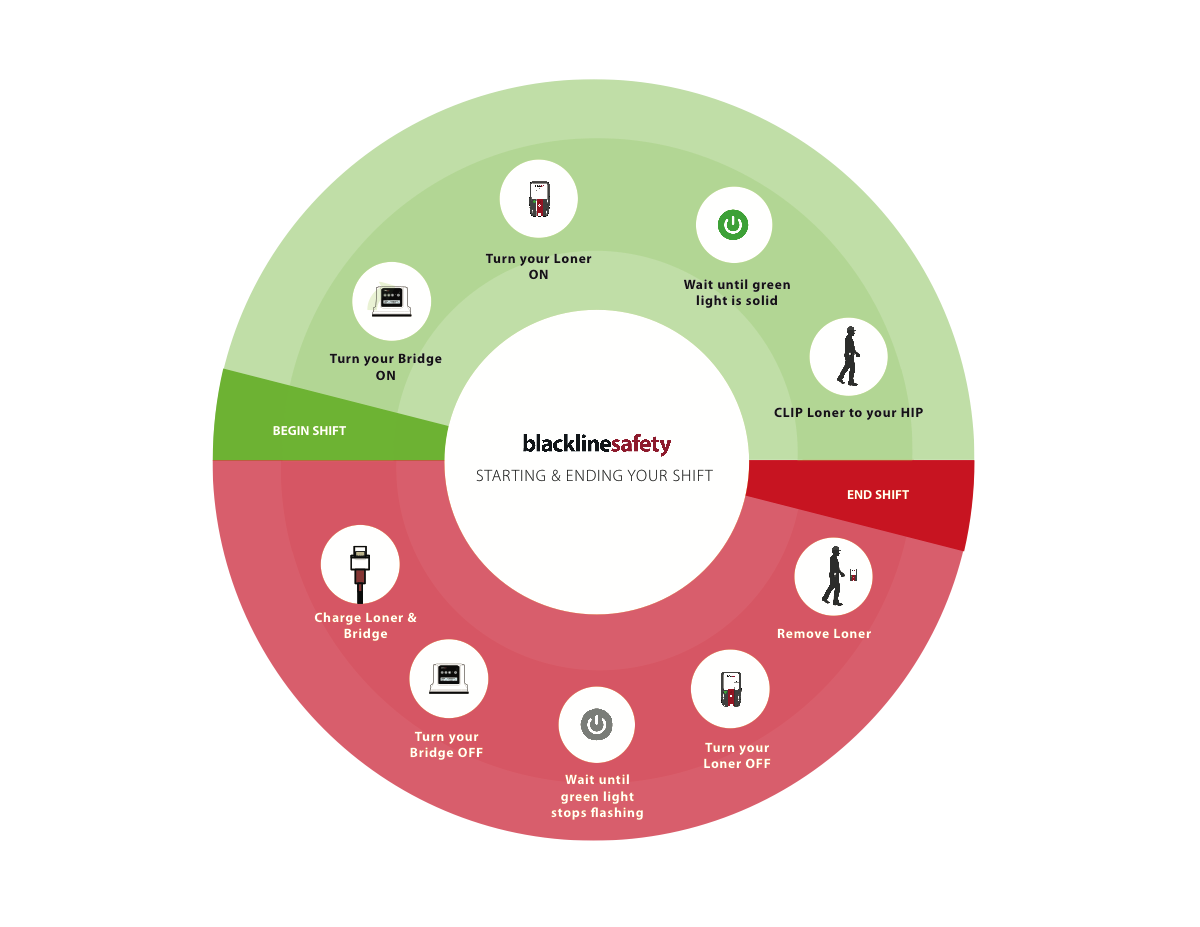 Turn your Loner
ON
Wait until green
light is solid
Turn your Bridge
ON
CLIP Loner to your HIP
BEGIN SHIFT
blacklinesafety
STARTING & ENDING YOUR SHIFT
END SHIFT
Remove Loner
Turn your
Loner OFF
Wait until
green light
stops flashing
Turn your
Bridge OFF
Charge Loner &
Bridge